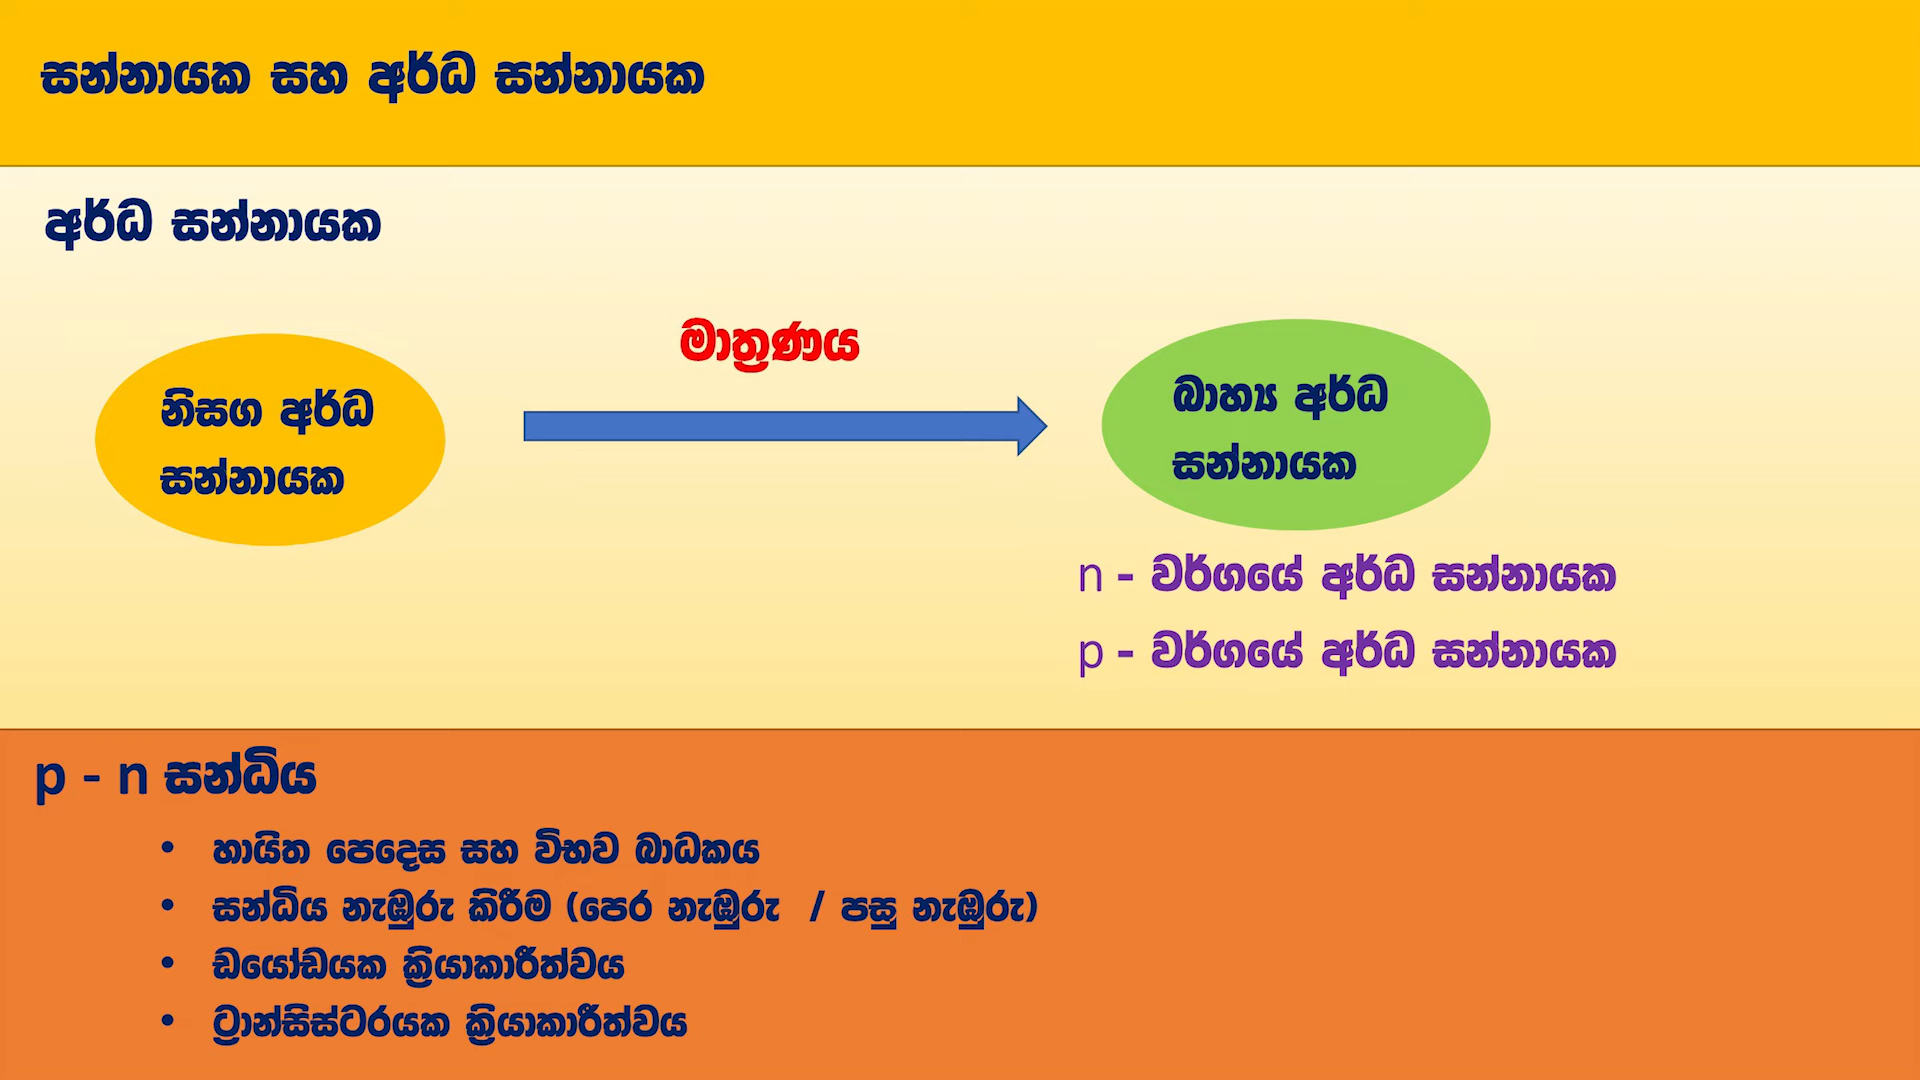 සන්නායක සහ අර්ධ සන්නායක
අර්ධ සන්නායක
මාත්‍රණය
නිසග අර්ධ
සන්නායක
බාහ්‍ය අර්ධ
සන්නායක
n - වර්ගයේ අර්ධ සන්නායක
p - වර්ගයේ අර්ධ සන්නායක
p - n සන්ධිය
• හායිත පෙදෙස සහ විභව බාධකය
• සන්ධිය නැඹුරු කිරීම (පෙර නැඹුරු / පසු නැඹුරු)
• ඩයෝඩයක ක්‍රියාකාරීත්වය
• ට්‍රාන්සිස්ටරයක ක්‍රියාකාරීත්වය